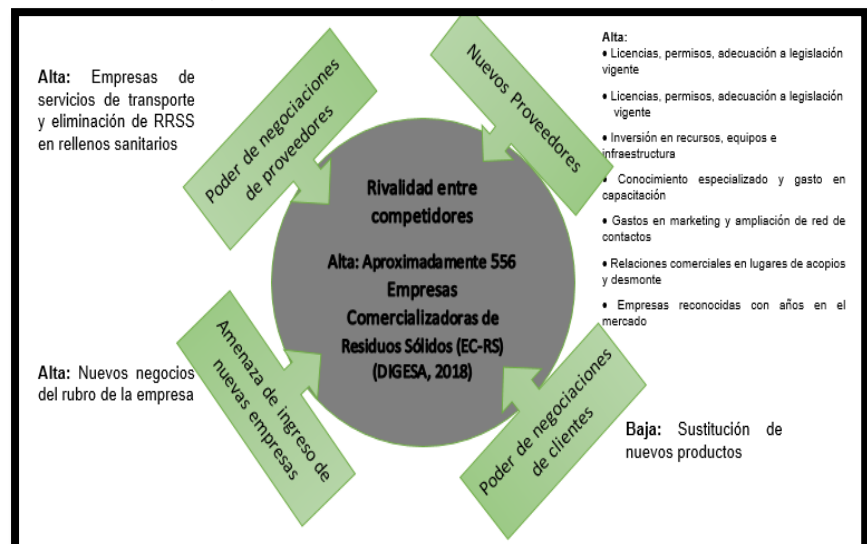 Alta: Empresas de
servicios de transporte
y eliminación de RRSS
en rellenos sanitarios
Poder de negociaciones
de proveedores
Nuevos Proveedores
Alta:
• Licencias, permisos, adecuación a legislación
vigente
• Licencias, permisos, adecuación a legislación
vigente
• Inversión en recursos, equipos e
infraestructura
• Conocimiento especializado y gasto en
capacitación
• Gastos en marketing y ampliación de red de
contactos
• Relaciones comerciales en lugares de acopios
y desmonte
• Empresas reconocidas con años en el
mercado
Rivalidad entre
competidores
Alta: Aproximadamente 556
Empresas
Comercializadoras de
Residuos Sólidos (EC-RS)
(DIGESA, 2018)
Alta: Nuevos negocios
del rubro de la empresa
Amenaza de ingreso de
nuevas empresas
Poder de negociaciones
de clientes
Baja: Sustitución de
nuevos productos